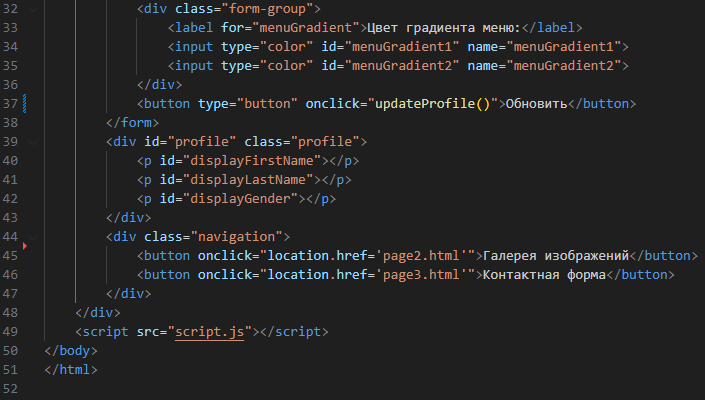 32 <div class="form-group">
33 <label for="menuGradient">Цвет градиента меню:</label>
34 <input type="color" id="menuGradient1" name="menuGradient1">
35 <input type="color" id="menuGradient2" name="menuGradient2">
36 </div>
37 <button type="button" onclick="updateProfile()">Обновить</button>
38 </form>
39 <div id="profile" class="profile">
40 <p id="displayFirstName"></p>
41 <p id="displayLastName"></p>
42 <p id="displayGender"></p>
43 </div>
44 <div class="navigation">
45 <button onclick="location.href='page2.html'">Галерея изображений</button>
46 <button onclick="location.href='page3.html'">Контактная форма</button>
47 </div>
48 </div>
49 <script src="script.js"></script>
50 </body>
51 </html>
52